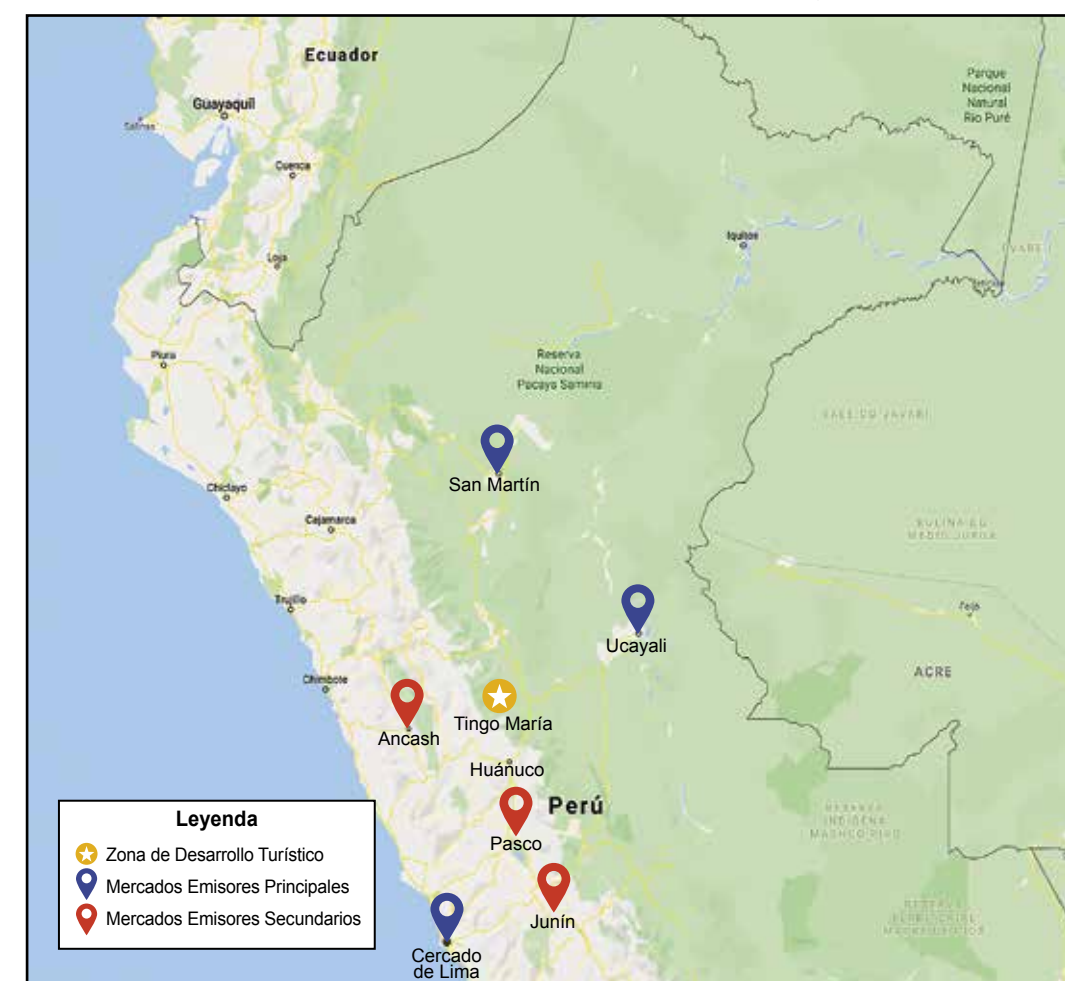 Ecuador
Parque
Nacional
Natural
Río Puré
Guayaquil
Salinas
Cuenca
Iquitos
Loja
Piura
Reserva
Nacional
Pacaya Samiria
San Martín
Chiclayo
Cajamarca
Trujillo
Ucayali
Feijó
ACRE
Chimbote
Tingo María
Ancash
Huánuco
Perú
Pasco
Junín
Cercado
de Lima
Leyenda
Zona de Desarrollo Turístico
Mercados Emisores Principales
Mercados Emisores Secundarios